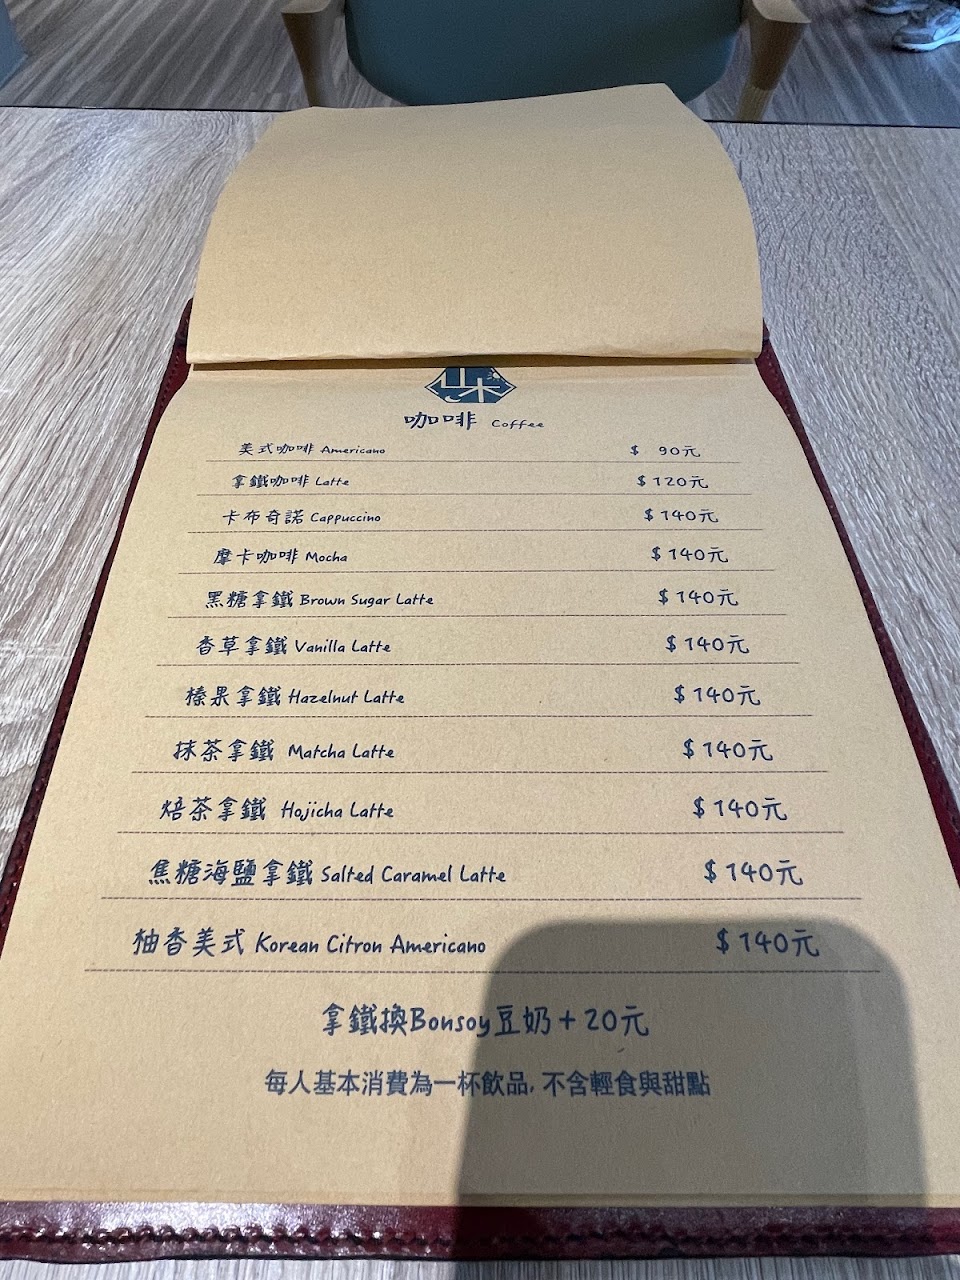 咖啡 Coffee
美式咖啡 Americano $ 90元
拿鐵咖啡 Latte $120元
卡布奇諾 Cappuccino $140元
摩卡咖啡 Mocha $140元
黑糖拿鐵 Brown Sugar Latte $140元
香草拿鐵 Vanilla Latte $140元
榛果拿鐵 Hazelnut Latte $140元
抹茶拿鐵 Matcha Latte $140元
焙茶拿鐵 Hojicha Latte $140元
焦糖海鹽拿鐵 Salted Caramel Latte $140元
柚香美式 Korean Citron Americano $140元
拿鐵換Bonsoy豆奶+20元
每人基本消費為一杯飲品, 不含輕食與甜點